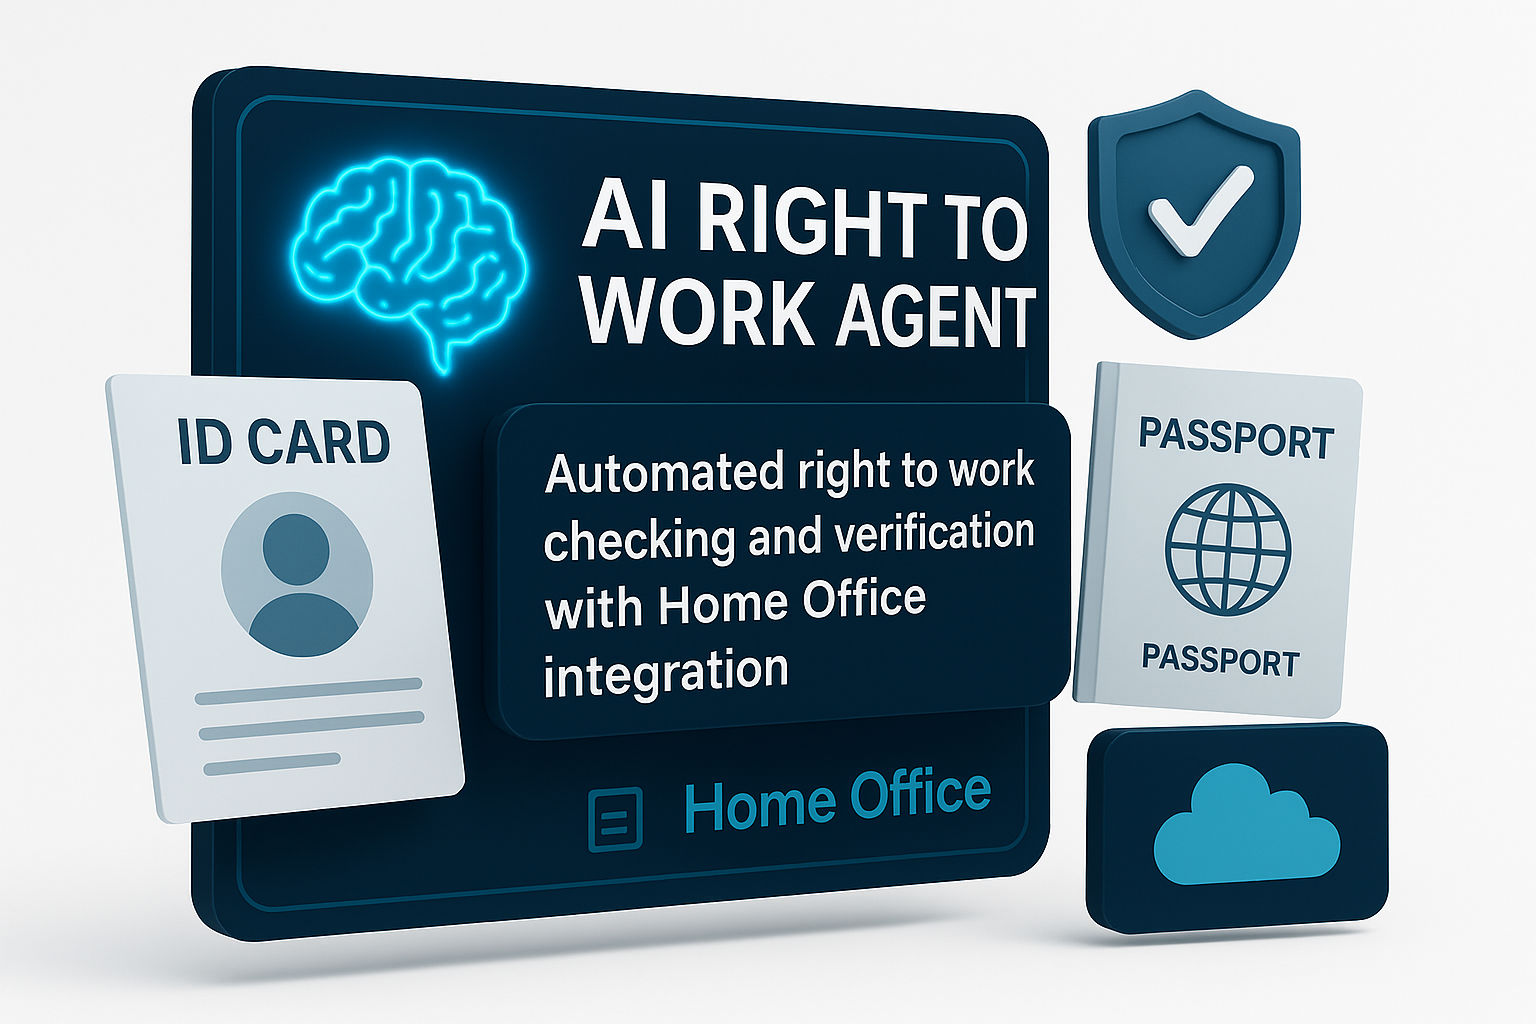 AI RIGHT TO
WORK AGENT
ID CARD
Automated right to work
checking and verification
with Home Office
integration
Home Office
PASSPORT
PASSPORT